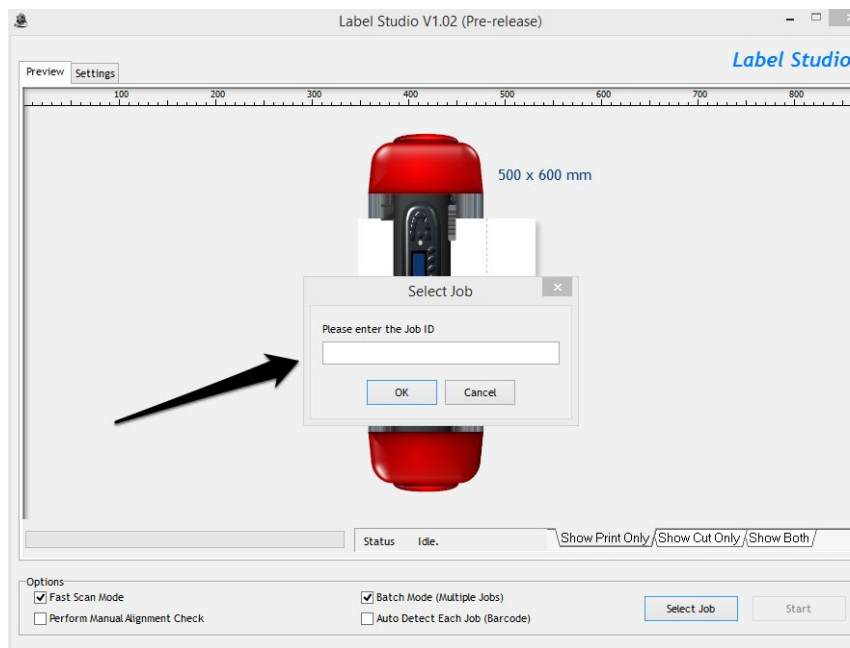 Label Studio V1.02 (Pre-release)
Label Studio
Preview Settings
100 200 300 400 500 600 700 800
500 x 600 mm
Select Job
Please enter the Job ID
OK Cancel
Status Idle.
Show Print Only Show Cut Only Show Both
Options
Fast Scan Mode Batch Mode (Multiple Jobs)
Select Job Start
Perform Manual Alignment Check Auto Detect Each Job (Barcode)